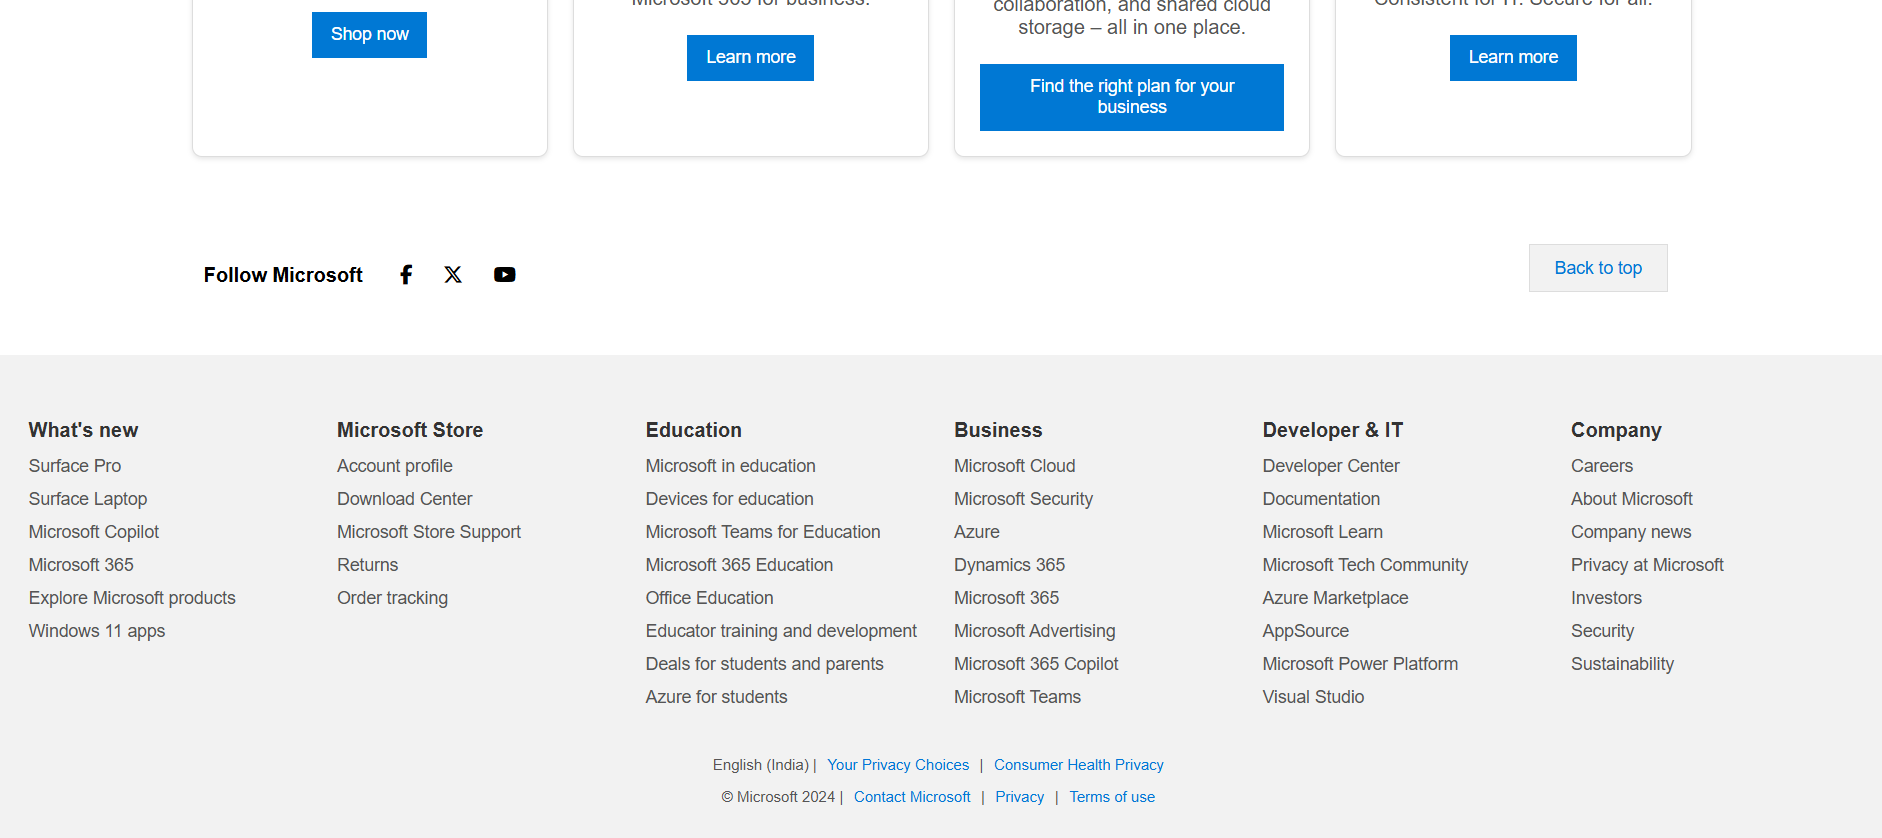 Microsoft 365 for business.
collaboration, and shared cloud
storage – all in one place.
Consistent for IT. Secure for all.
Shop now
Learn more
Find the right plan for your
business
Learn more
Follow Microsoft
Back to top
What's new
Surface Pro
Surface Laptop
Microsoft Copilot
Microsoft 365
Explore Microsoft products
Windows 11 apps
Microsoft Store
Account profile
Download Center
Microsoft Store Support
Returns
Order tracking
Education
Microsoft in education
Devices for education
Microsoft Teams for Education
Microsoft 365 Education
Office Education
Educator training and development
Deals for students and parents
Azure for students
Business
Microsoft Cloud
Microsoft Security
Azure
Dynamics 365
Microsoft 365
Microsoft Advertising
Microsoft 365 Copilot
Microsoft Teams
Developer & IT
Developer Center
Documentation
Microsoft Learn
Microsoft Tech Community
Azure Marketplace
AppSource
Microsoft Power Platform
Visual Studio
Company
Careers
About Microsoft
Company news
Privacy at Microsoft
Investors
Security
Sustainability
English (India) | Your Privacy Choices | Consumer Health Privacy
© Microsoft 2024 | Contact Microsoft | Privacy | Terms of use